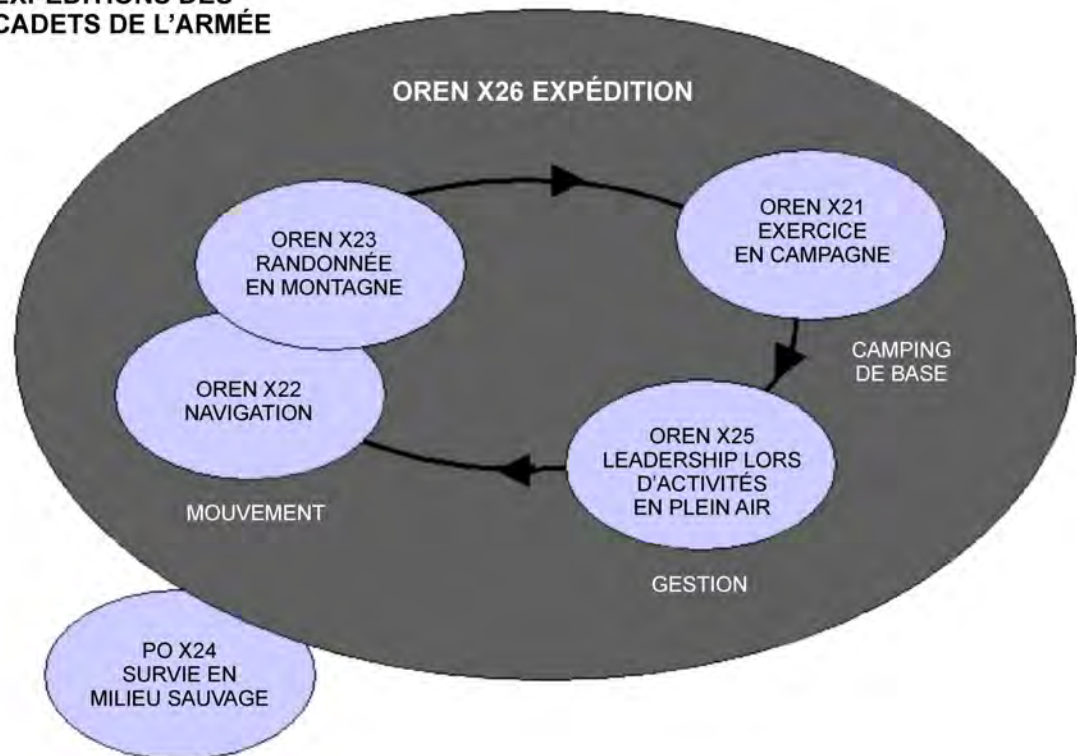 EXPÉDITIONS DES
CADETS DE L'ARMÉE
OREN X26 EXPÉDITION
OREN X23
RANDONNÉE
EN MONTAGNE
OREN X21
EXERCICE
EN CAMPAGNE
OREN X22
NAVIGATION
CAMPING
DE BASE
OREN X25
LEADERSHIP LORS
D'ACTIVITÉS
EN PLEIN AIR
MOUVEMENT
GESTION
PO X24
SURVIE EN
MILIEU SAUVAGE